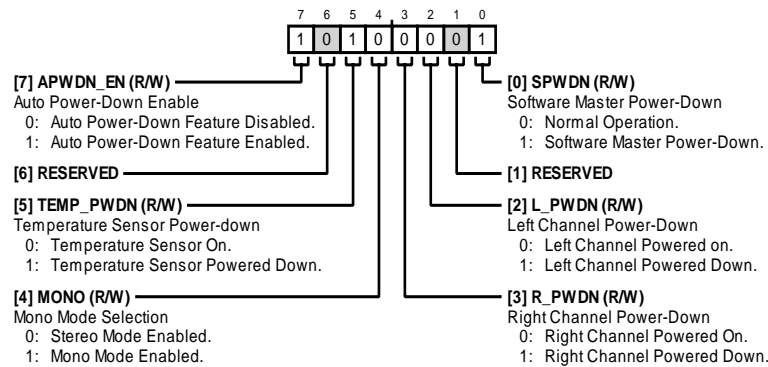 7 6 5 4 3 2 1 0
1 0 1 0 0 0 0 1
[7] APWDN_EN (R/W)
Auto Power-Down Enable
0: Auto Power-Down Feature Disabled.
1: Auto Power-Down Feature Enabled.
[6] RESERVED
[5] TEMP_PWDN (R/W)
Temperature Sensor Power-down
0: Temperature Sensor On.
1: Temperature Sensor Powered Down.
[4] MONO (R/W)
Mono Mode Selection
0: Stereo Mode Enabled.
1: Mono Mode Enabled.
[0] SPWDN (R/W)
Software Master Power-Down
0: Normal Operation.
1: Software Master Power-Down.
[1] RESERVED
[2] L_PWDN (R/W)
Left Channel Power-Down
0: Left Channel Powered on.
1: Left Channel Powered Down.
[3] R_PWDN (R/W)
Right Channel Power-Down
0: Right Channel Powered On.
1: Right Channel Powered Down.